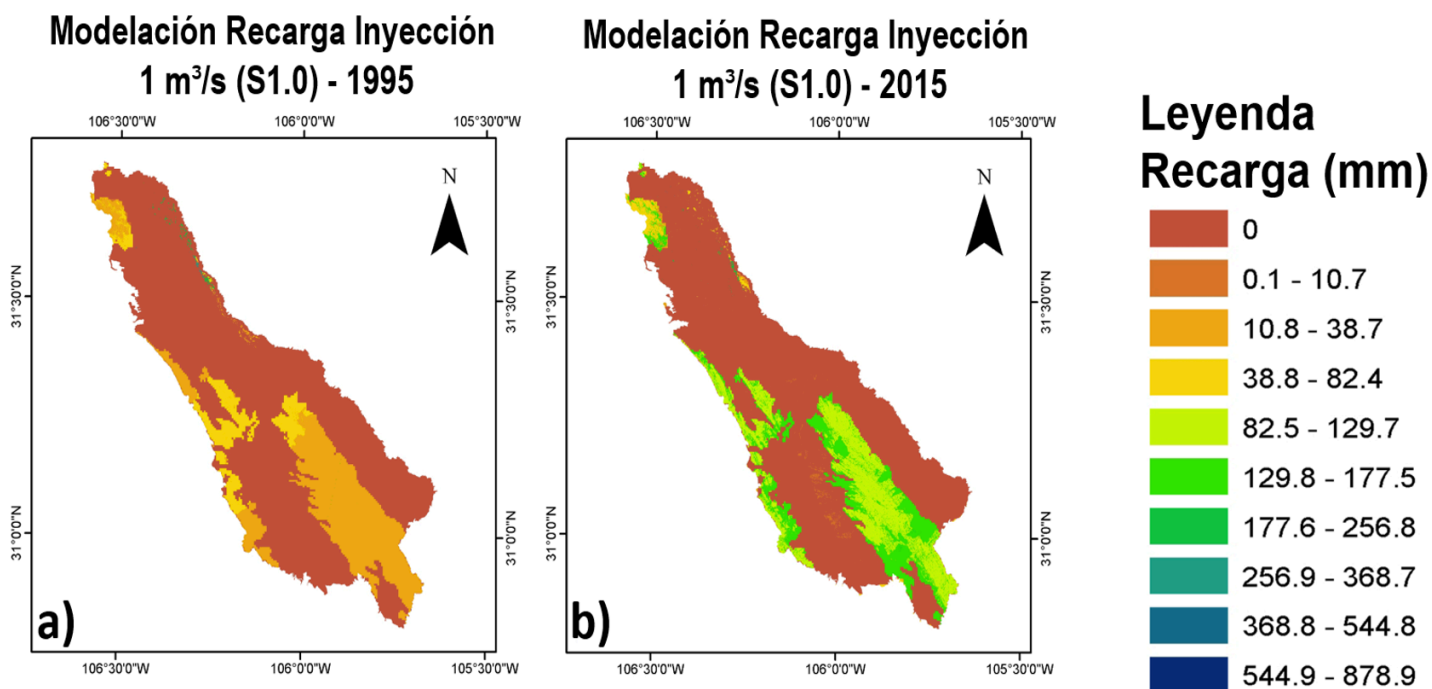 Modelación Recarga Inyección
1 m³/s (S1.0) - 1995
106°30'0"W
106°0'0"W
105°30'0"W
N
31°30'0"N
31°30'0"N
31°0'0"N
31°0'0"N
a)
106°30'0"W
106°0'0"W
105°30'0"W
Modelación Recarga Inyección
1 m³/s (S1.0) - 2015
106°30'0"W
106°0'0"W
105°30'0"W
N
31°30'0"N
31°30'0"N
31°0'0"N
31°0'0"N
b)
106°30'0"W
106°0'0"W
105°30'0"W
Leyenda
Recarga (mm)
0
0.1 - 10.7
10.8 - 38.7
38.8 - 82.4
82.5 - 129.7
129.8 - 177.5
177.6 - 256.8
256.9 - 368.7
368.8 - 544.8
544.9 - 878.9